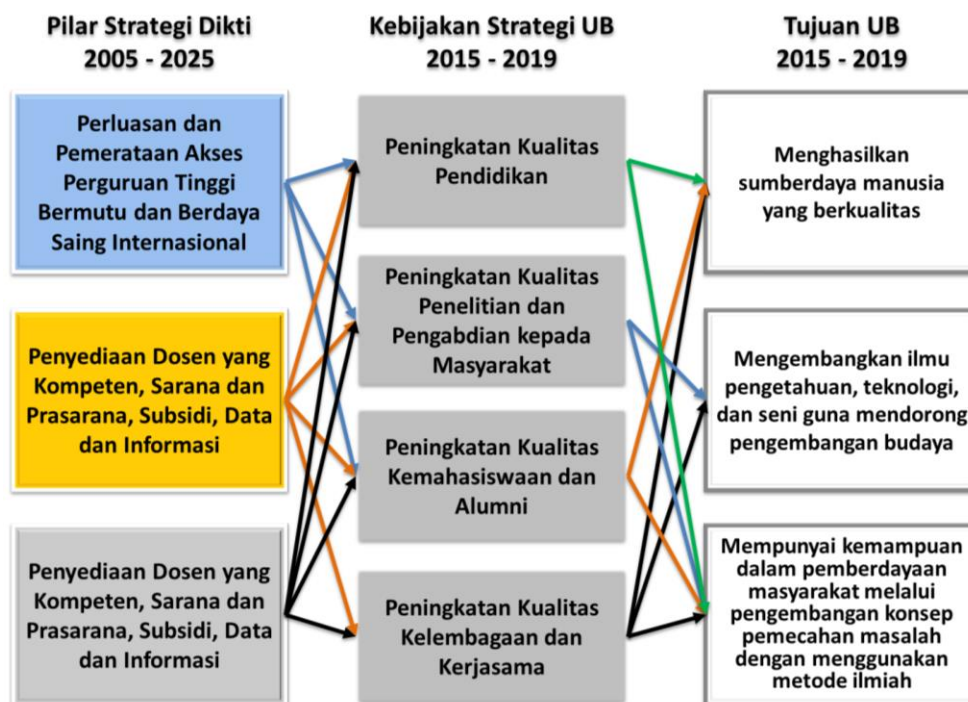 Pilar Strategi Dikti
2005 - 2025
Perluasan dan
Pemerataan Akses
Perguruan Tinggi
Bermutu dan Berdaya
Saing Internasional
Penyediaan Dosen yang
Kompeten, Sarana dan
Prasarana, Subsidi, Data
dan Informasi
Penyediaan Dosen yang
Kompeten, Sarana dan
Prasarana, Subsidi, Data
dan Informasi
Kebijakan Strategi UB
2015 - 2019
Peningkatan Kualitas
Pendidikan
Peningkatan Kualitas
Penelitian dan
Pengabdian kepada
Masyarakat
Peningkatan Kualitas
Kemahasiswaan dan
Alumni
Peningkatan Kualitas
Kelembagaan dan
Kerjasama
Tujuan UB
2015 - 2019
Menghasilkan
sumberdaya manusia
yang berkualitas
Mengembangkan ilmu
pengetahuan, teknologi,
dan seni guna mendorong
pengembangan budaya
Mempunyai kemampuan
dalam pemberdayaan
masyarakat melalui
pengembangan konsep
pemecahan masalah
dengan menggunakan
metode ilmiah